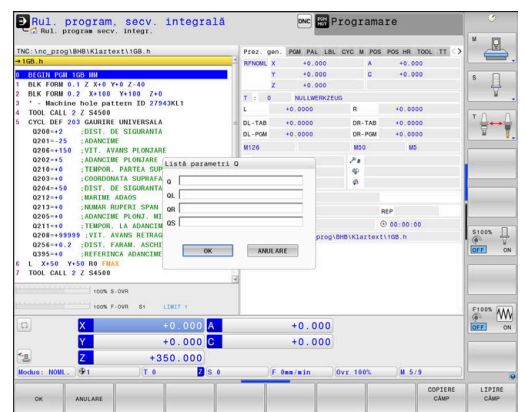 Rul. program, secv. integrală
Rul. program, secv. integr.
DNC
Programare
TNC:\nc_prog\BHB\Klartext\1GB.h
→1GB.h
0 BEGIN PGM 1GB MM
1 BLK FORM 0.1 Z X+0 Y+0 Z-40
2 BLK FORM 0.2 X+100 Y+100 Z+0
3 * - Machine hole pattern ID 27943KL1
4 TOOL CALL 2 Z S4500
5 CYCL DEF 203 GAURIRE UNIVERSALA
Q200=+2 ;DIST. DE SIGURANTA
Q201=-25 ;ADANCIME
Q206=+150 ;VIT. AVANS PLONJARE
Q202=+5 ;ADANCIME PLONJARE
Q210=+0 ;TEMPOR. PARTEA SUP
Q203=+0 ;COORDONATA SUPRAFA
Q204=+50 ;DIST. DE SIGURANTA
Q212=+0 ;MARIME ADAOS
Q213=+0 ;NUMAR RUPERI SPAN
Q205=+0 ;ADANCIME PLONJ. MI
Q211=+0 ;TEMPOR. LA ADANCIM
Q208=+99999 ;VIT. AVANS RETRAG
Q256=+0.2 ;DIST. FARAM. ASCHI
Q395=+0 ;REFERINCA ADANCIME
6 L X+50 Y+50 R0 FMAX
7 TOOL CALL 2 Z S4500
Prez. gen. PGM PAL LBL CYC M POS POS HR TOOL TT
RFNOML X +0.000 A +0.000
Y +0.000 C +0.000
Z +0.000
T : 0 NULLWERKZEUG
L +0.0000 R +0.0000
DL-TAB +0.0000 DR-TAB +0.0000
DL-PGM +0.0000 DR-PGM +0.0000
M126 M50 M5
REP
00:00:00
prog\BHB\Klartext\1GB.h
Listă parametri Q
Q
QL
QR
QS
OK
ANULARE
100% S-OVR
100% F-OVR S1 LIMIT 1
X +0.000 A +0.000
Y +0.000 C +0.000
Z +350.000
Modus: NOML. 1 T 0 Z S 0 F 0mm/min Ovr 100% M 5/9
M
S
T
S100%
OFF ON
F100%
OFF ON
OK
ANULARE
COPIERE CÂMP
LIPIRE CÂMP